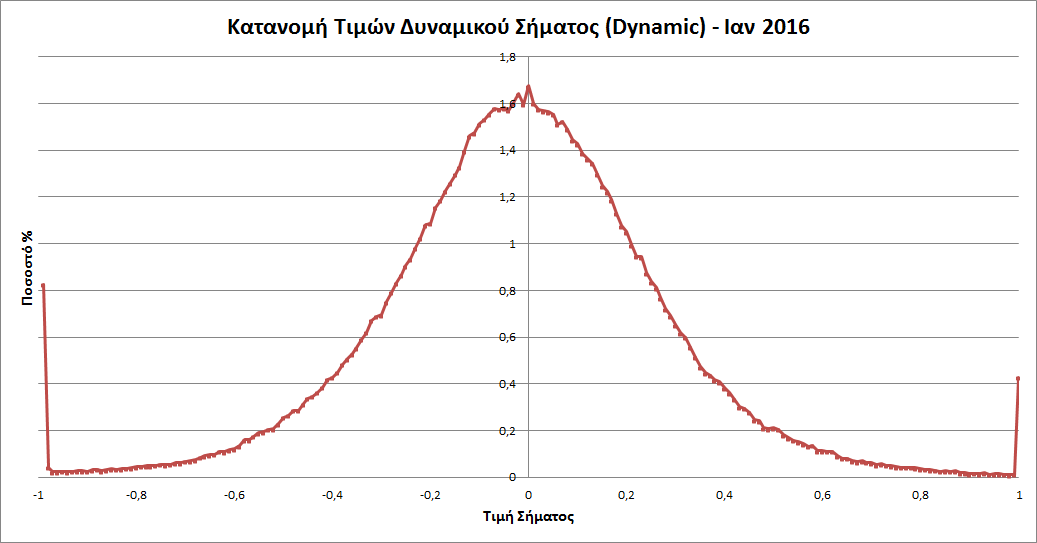 Κατανομή Τιμών Δυναμικού Σήματος (Dynamic) - Ιαν 2016
1,8
1,6
1,4
1,2
1
0,8
0,6
0,4
0,2
0
Ποσοστό %
-1 -0,8 -0,6 -0,4 -0,2 0 0,2 0,4 0,6 0,8 1
Τιμή Σήματος